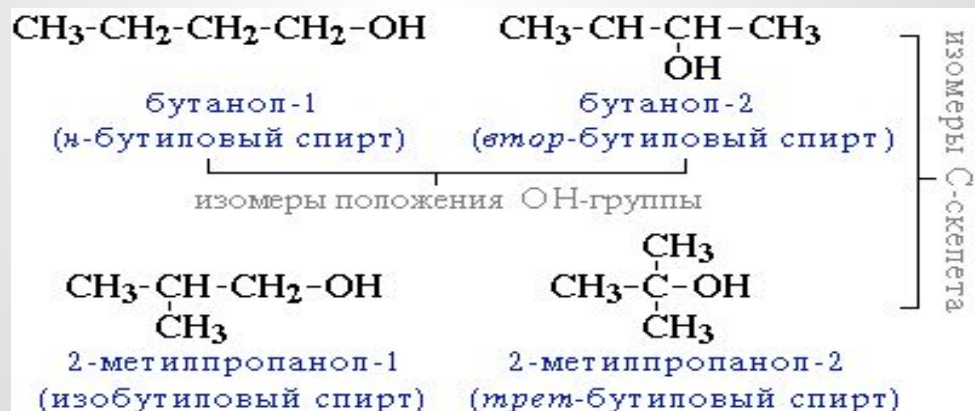 CH₃-CH₂-CH₂-CH₂-OH
CH₃-CH-CH-CH₃
OH
бутанол-1
(н-бутиловый спирт)
бутанол-2
(втор-бутиловый спирт)
изомеры положения ОН-группы
CH₃-CH-CH₂-OH
CH₃
2-метилпропанол-1
(изобутиловый спирт)
CH₃
CH₃-C-OH
CH₃
2-метилпропанол-2
(трет-бутиловый спирт)
изомеры С-скелета